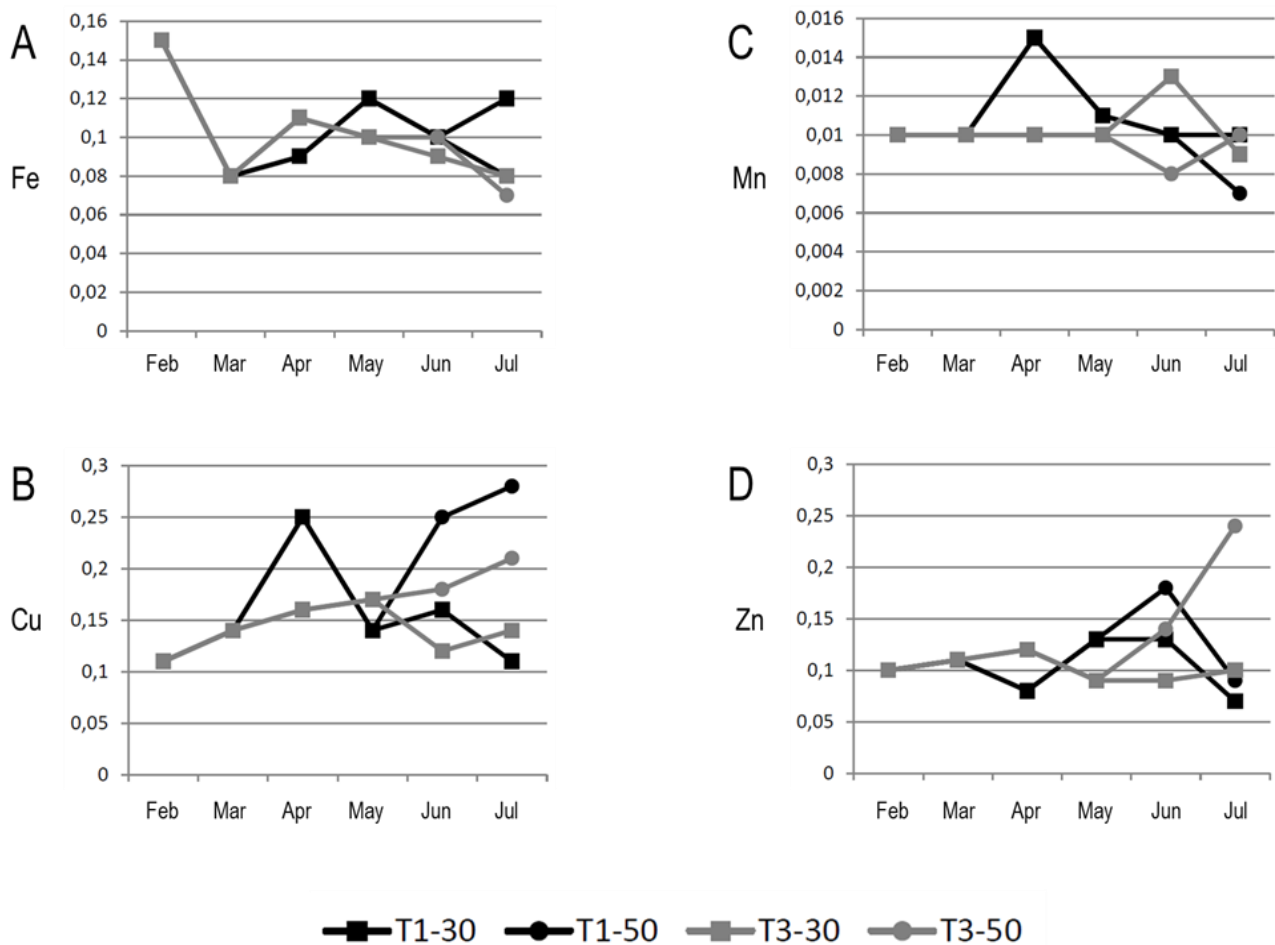 A
0,16
0,14
0,12
0,1
0,08
0,06
0,04
0,02
0
Fe
Feb Mar Apr May Jun Jul
C
0,016
0,014
0,012
0,01
0,008
0,006
0,004
0,002
0
Mn
Feb Mar Apr May Jun Jul
B
0,3
0,25
0,2
0,15
0,1
0,05
0
Cu
Feb Mar Apr May Jun Jul
D
0,3
0,25
0,2
0,15
0,1
0,05
0
Zn
Feb Mar Apr May Jun Jul
T1-30 T1-50 T3-30 T3-50